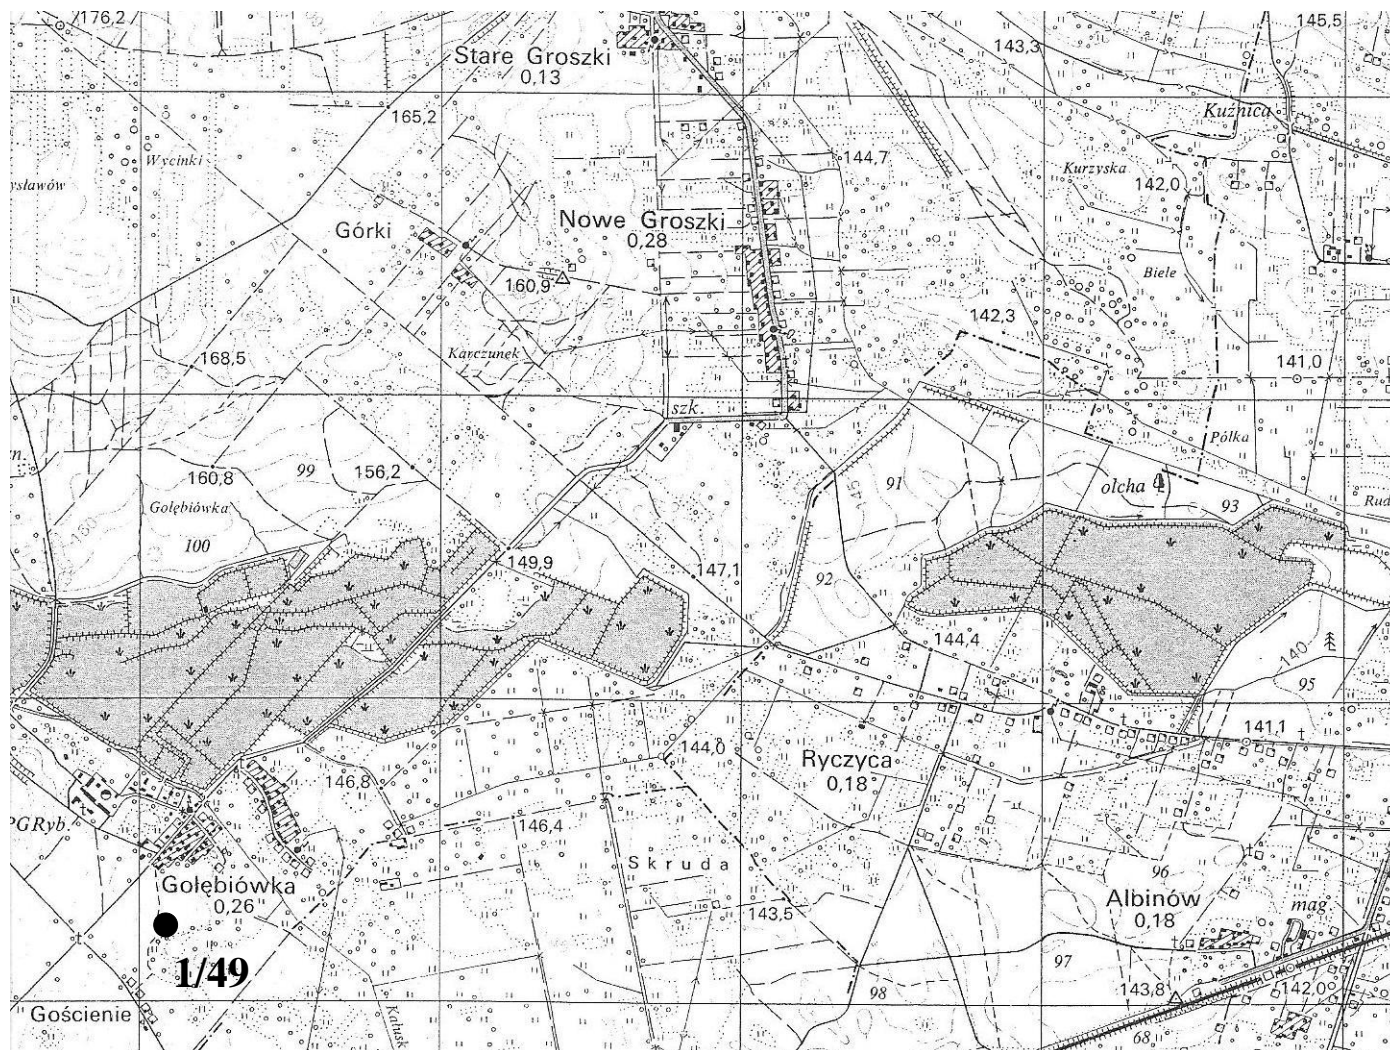 176,2
145,5
Stare Groszki
0.13
143,3
165,2
Kuźnica
Wycinki
144,7
Kurzyska
142,0
ysławów
Górki
Nowe Groszki
0.28
160,9
Biele
142,3
168,5
Karczunek
141,0
szk.
Pólka
n.
99
156,2
160,8
91
olcha
93
Rud
Gołębiówka
100
149,9
147,1
92
144,4
140
95
144,0
141,1
t
t
Ryczyca
0,18
146,8
PGRyb.
146,4
Skruda
t
96
Gołębiówka
0,26
143,5
Albinów
0,18
mag.
t
t
97
1/49
98
143,8
142,0
Gościenie
Kałusk
68